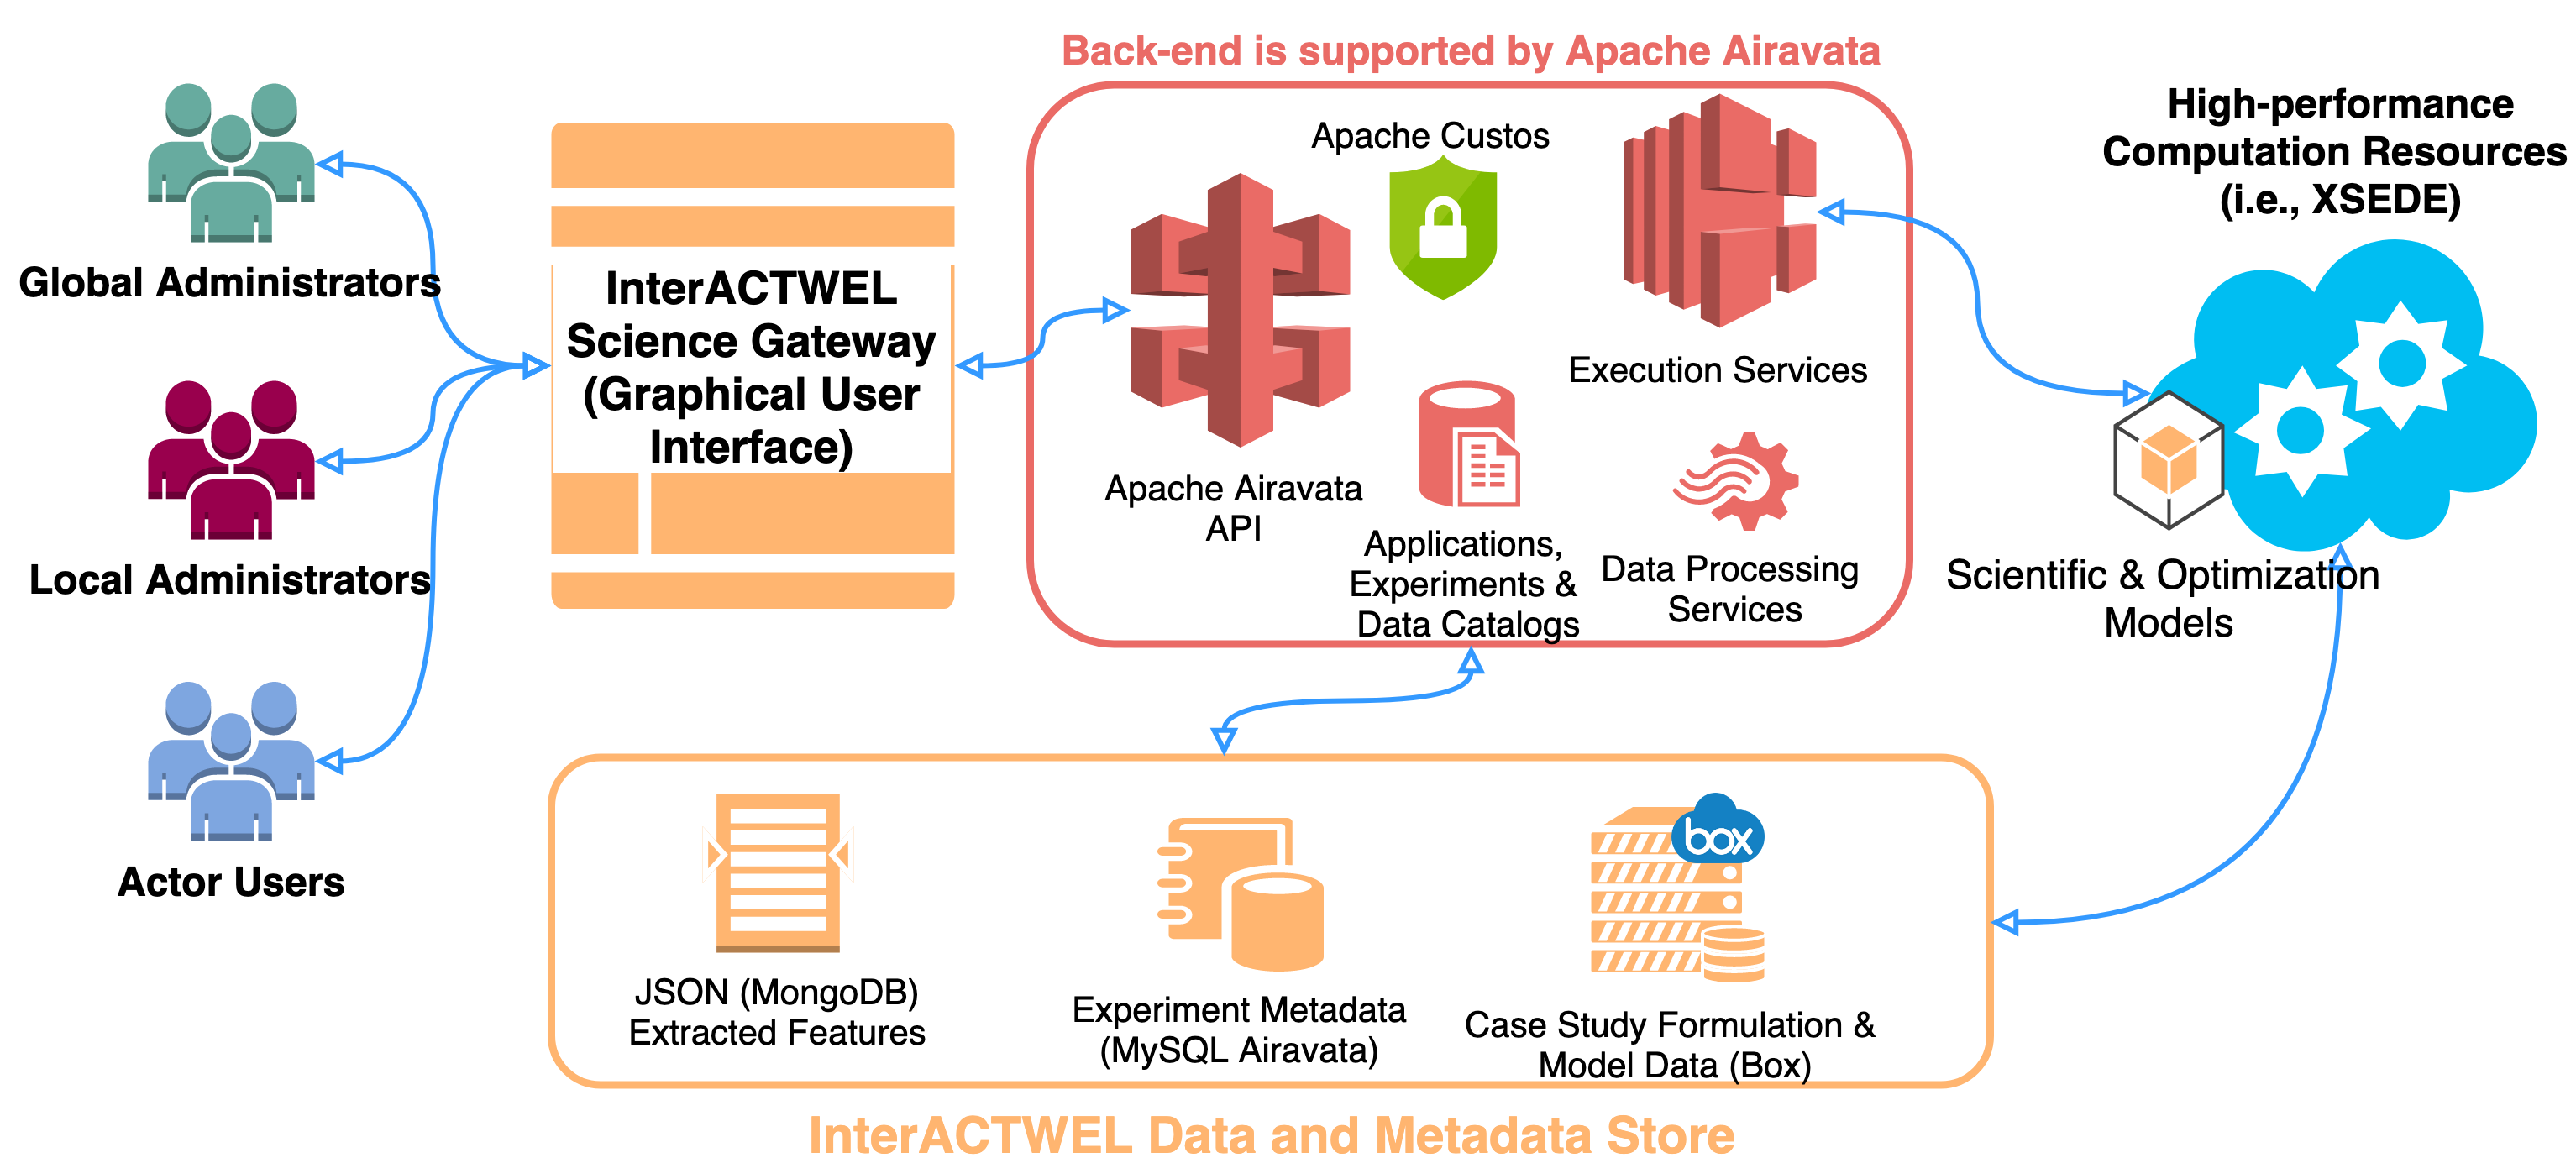 Back-end is supported by Apache Airavata
Global Administrators
Local Administrators
Actor Users
InterACTWEL
Science Gateway
(Graphical User
Interface)
Apache Custos
Apache Airavata
API
Execution Services
Applications,
Experiments &
Data Catalogs
Data Processing
Services
High-performance
Computation Resources
(i.e., XSEDE)
Scientific & Optimization
Models
JSON (MongoDB)
Extracted Features
Experiment Metadata
(MySQL Airavata)
box
Case Study Formulation &
Model Data (Box)
InterACTWEL Data and Metadata Store